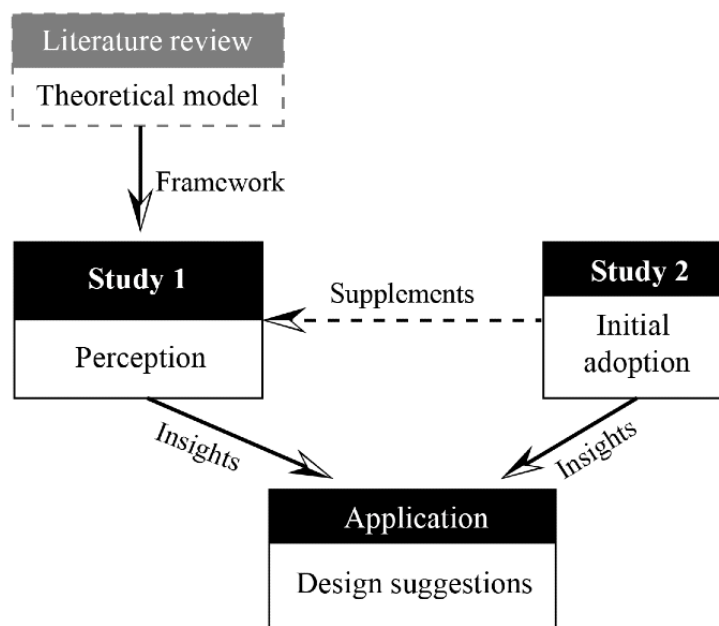 Literature review
Theoretical model
Framework
Study 1
Perception
Supplements
Study 2
Initial
adoption
Insights
Insights
Application
Design suggestions